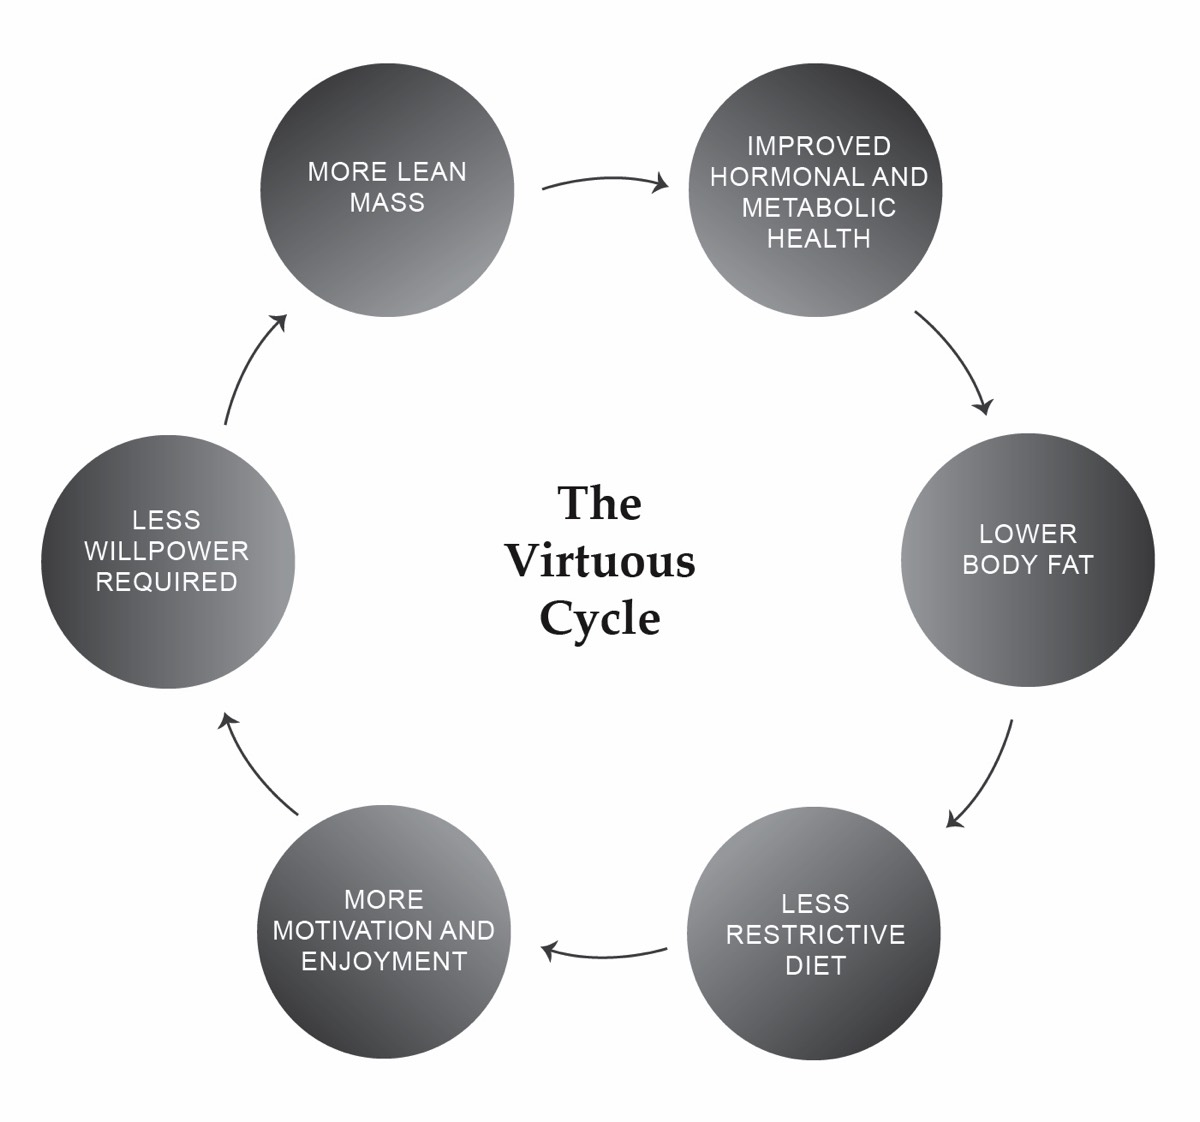 MORE LEAN
MASS
IMPROVED
HORMONAL AND
METABOLIC
HEALTH
LOWER
BODY FAT
LESS
RESTRICTIVE
DIET
MORE
MOTIVATION AND
ENJOYMENT
LESS
WILLPOWER
REQUIRED
The
Virtuous
Cycle